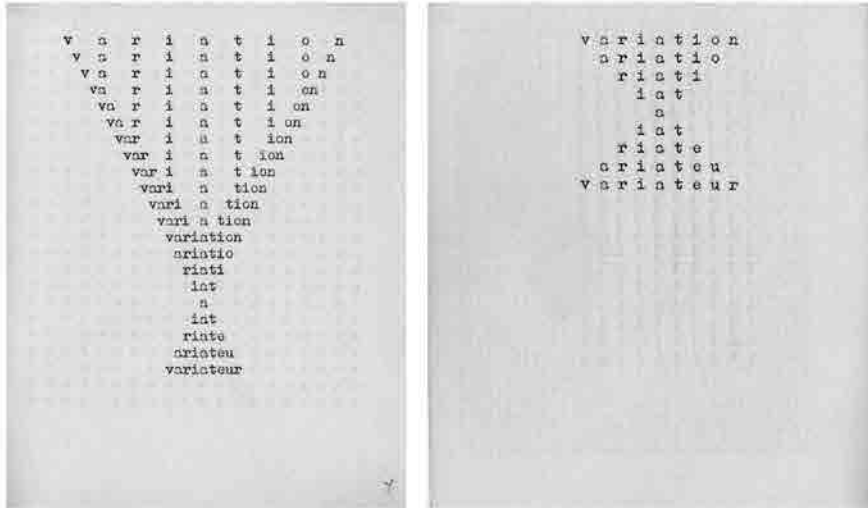 v a r i a t i o n
v a r i a t i o n
v a r i a t i o n
va r i a t i on
va r i a t i on
va r i a t i on
var i a t ion
var i a t ion
var i a t ion
vari a tion
vari a tion
vari a tion
variation
ariatio
riati
iat
a
iat
riate
ariateu
variateur
v a r i a t i o n
a r i a t i o
r i a t i
i a t
a
i a t
r i a t e
a r i a t e u
v a r i a t e u r